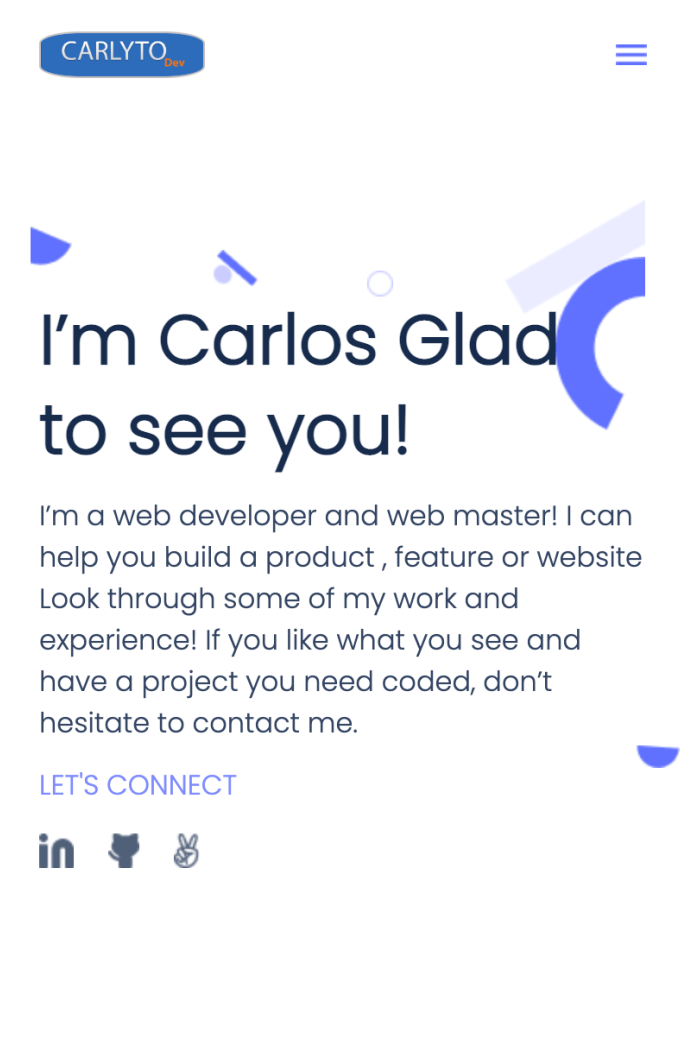 CARLYTO
Dev
I’m Carlos Glad
to see you!
I’m a web developer and web master! I can
help you build a product , feature or website
Look through some of my work and
experience! If you like what you see and
have a project you need coded, don’t
hesitate to contact me.
LET'S CONNECT
in